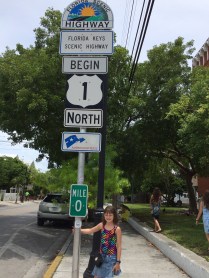 HIGHWAY
FLORIDA KEYS
SCENIC HIGHWAY
BEGIN
1
NORTH
MILE
0